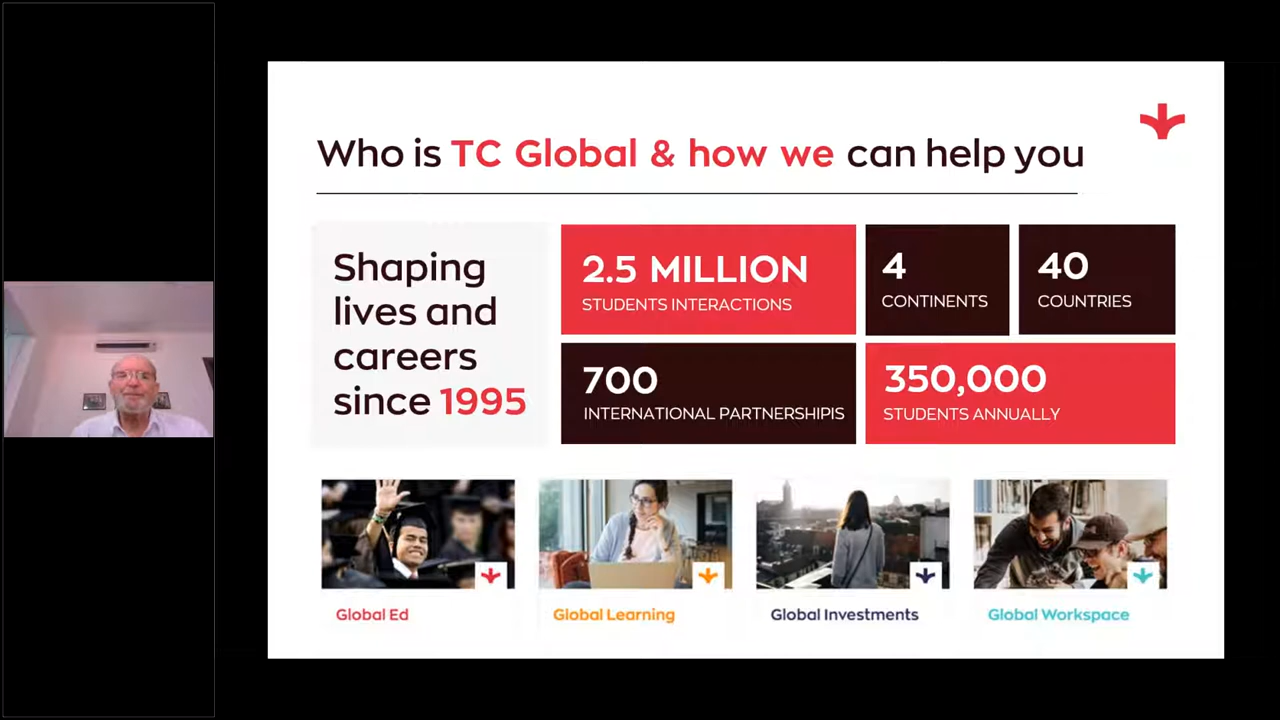 Who is TC Global & how we can help you
Shaping
lives and
careers
since 1995
2.5 MILLION
STUDENTS INTERACTIONS
4
CONTINENTS
40
COUNTRIES
700
INTERNATIONAL PARTNERSHIPIS
350,000
STUDENTS ANNUALLY
Global Ed
Global Learning
Global Investments
Global Workspace